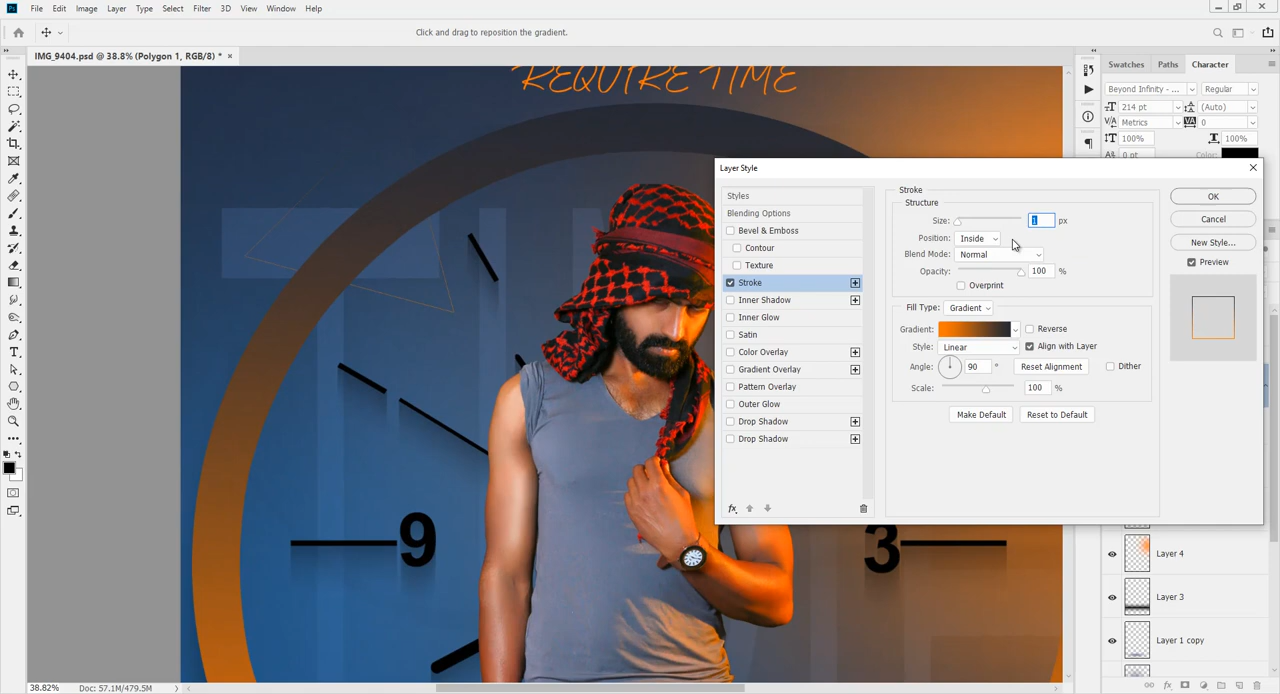 Ps File Edit Image Layer Type Select Filter 3D View Window Help
Click and drag to reposition the gradient.
IMG_9404.psd @ 38.8% (Polygon 1, RGB/8) * ×
Swatches Paths Character
REQUIRE TIME
Beyond Infinity - ... Regular
214 pt (Auto)
Metrics 0
100% 100%
0 pt Color:
Layer Style
Styles
Blending Options
Bevel & Emboss
Contour
Texture
Stroke
Inner Shadow
Inner Glow
Satin
Color Overlay
Gradient Overlay
Pattern Overlay
Outer Glow
Drop Shadow
Drop Shadow
fx
Stroke
Structure
Size: 1 px
Position: Inside
Blend Mode: Normal
Opacity: 100 %
Overprint
Fill Type: Gradient
Gradient: Reverse
Style: Linear Align with Layer
Angle: 90 ° Reset Alignment Dither
Scale: 100 %
Make Default Reset to Default
OK
Cancel
New Style...
Preview
9
3
Layer 4
Layer 3
Layer 1 copy
38.82% Doc: 57.1M/479.5M
fx